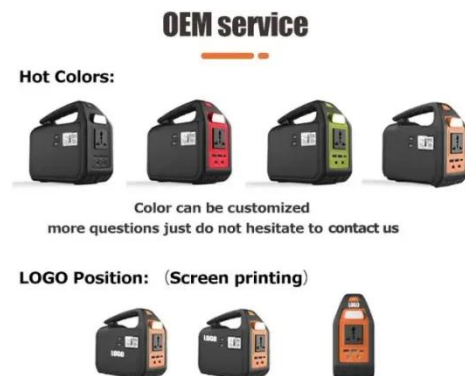 OEM service
Hot Colors:
Color can be customized
more questions just do not hesitate to contact us
LOGO Position: （Screen printing）
LOGO
LOGO
LOGO